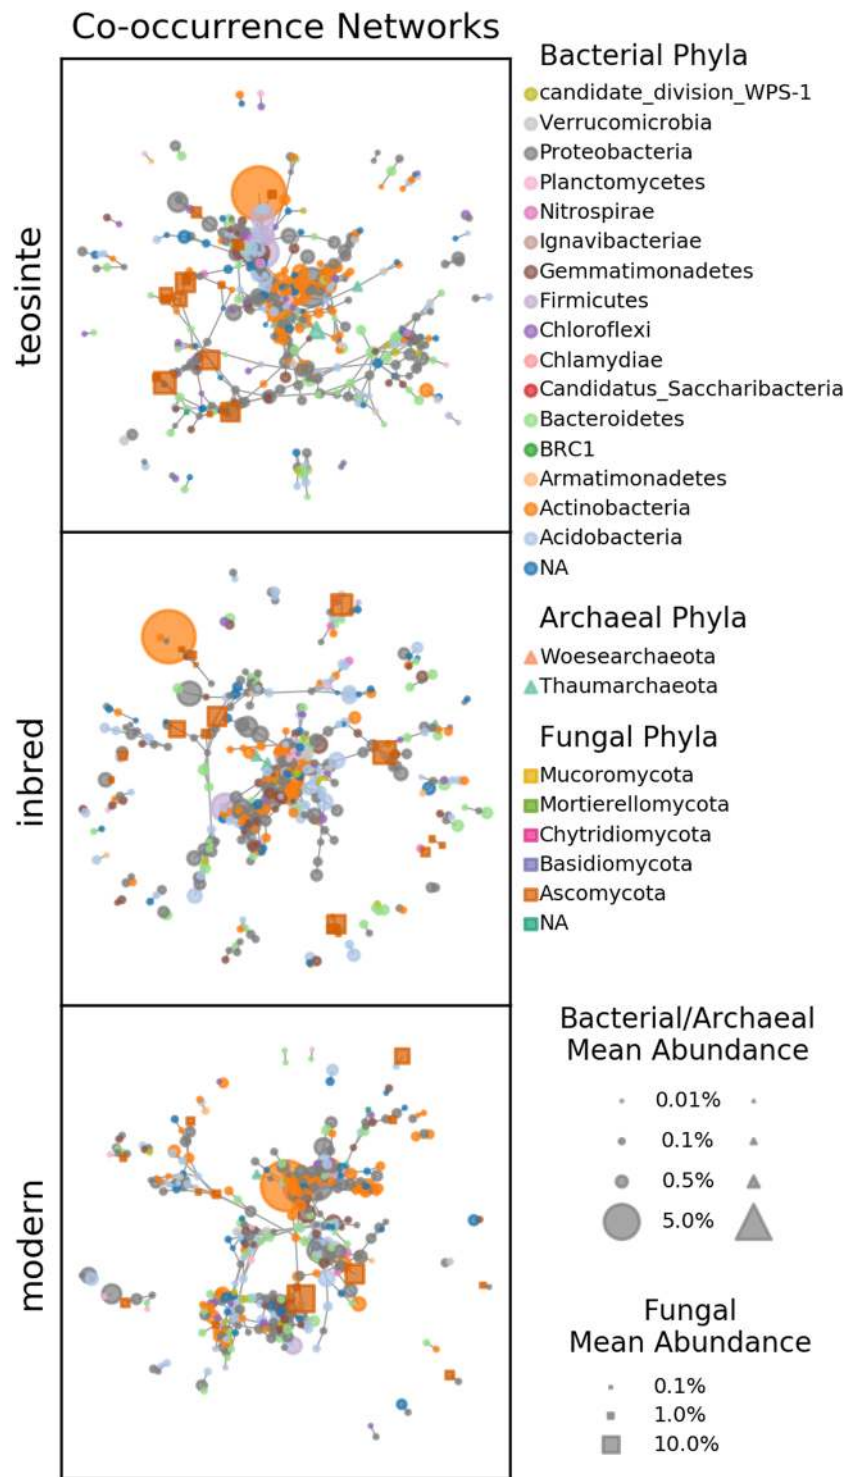 Co-occurrence Networks
teosinte
inbred
modern
Bacterial Phyla
candidate_division_WPS-1
Verrucomicrobia
Proteobacteria
Planctomycetes
Nitrospirae
Ignavibacteriae
Gemmatimonadetes
Firmicutes
Chloroflexi
Chlamydiae
Candidatus_Saccharibacteria
Bacteroidetes
BRC1
Armatimonadetes
Actinobacteria
Acidobacteria
NA
Archaeal Phyla
Woesearchaeota
Thaumarchaeota
Fungal Phyla
Mucoromycota
Mortierellomycota
Chytridiomycota
Basidiomycota
Ascomycota
NA
Bacterial/Archaeal
Mean Abundance
0.01%
0.1%
0.5%
5.0%
Fungal
Mean Abundance
0.1%
1.0%
10.0%